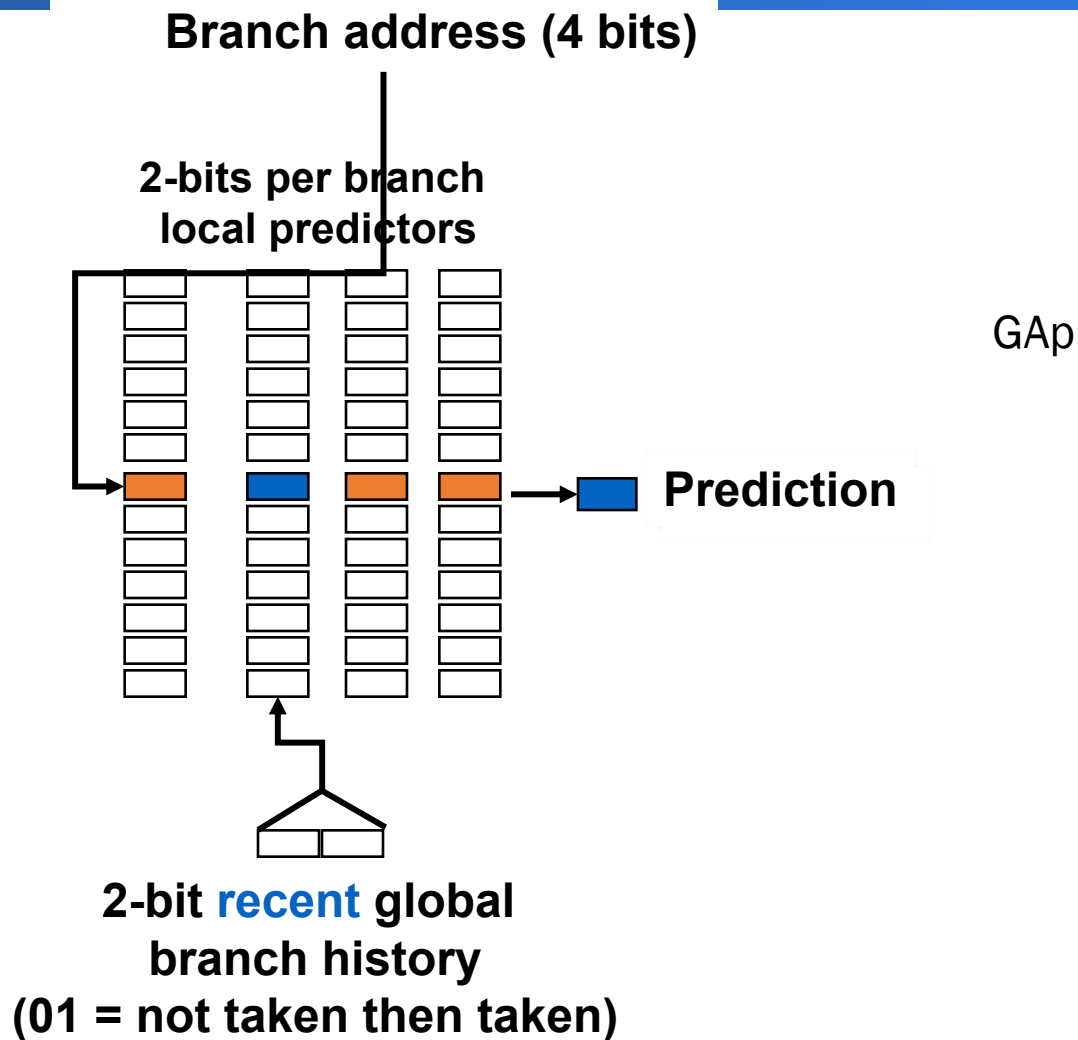 Branch address (4 bits)
2-bits per branch
local predictors
GAp
Prediction
2-bit recent global
branch history
(01 = not taken then taken)